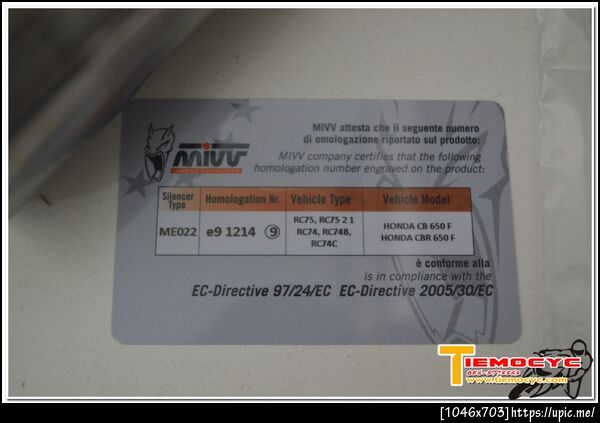 MIVV
MIVV attesta che il seguente numero
di omologazione riportato sul prodotto:
MIVV company certifies that the following
homologation number engraved on the product:
Silencer Type Homologation Nr. Vehicle Type Vehicle Model
ME022 e9 1214 ⑨ RC75, RC75 2 1
RC74, RC74B,
RC74C
HONDA CB 650 F
HONDA CBR 650 F
è conforme alla
is in compliance with the
EC-Directive 97/24/EC EC-Directive 2005/30/EC
TIEMOCYC
www.tiemocyc.com
[1046x703]https://upic.me/